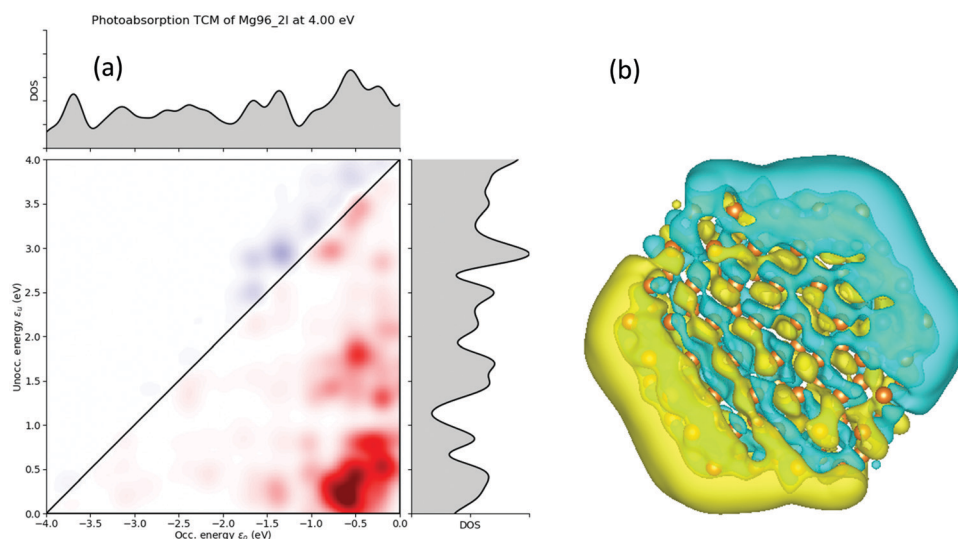 Photoabsorption TCM of Mg96_2I at 4.00 eV
(a)
(b)
DOS
4.0
3.5
3.0
2.5
2.0
1.5
1.0
0.5
0.0
Unocc. energy εᵤ (eV)
-4.0 -3.5 -3.0 -2.5 -2.0 -1.5 -1.0 -0.5 0.0
Occ. energy εₒ (eV)
DOS